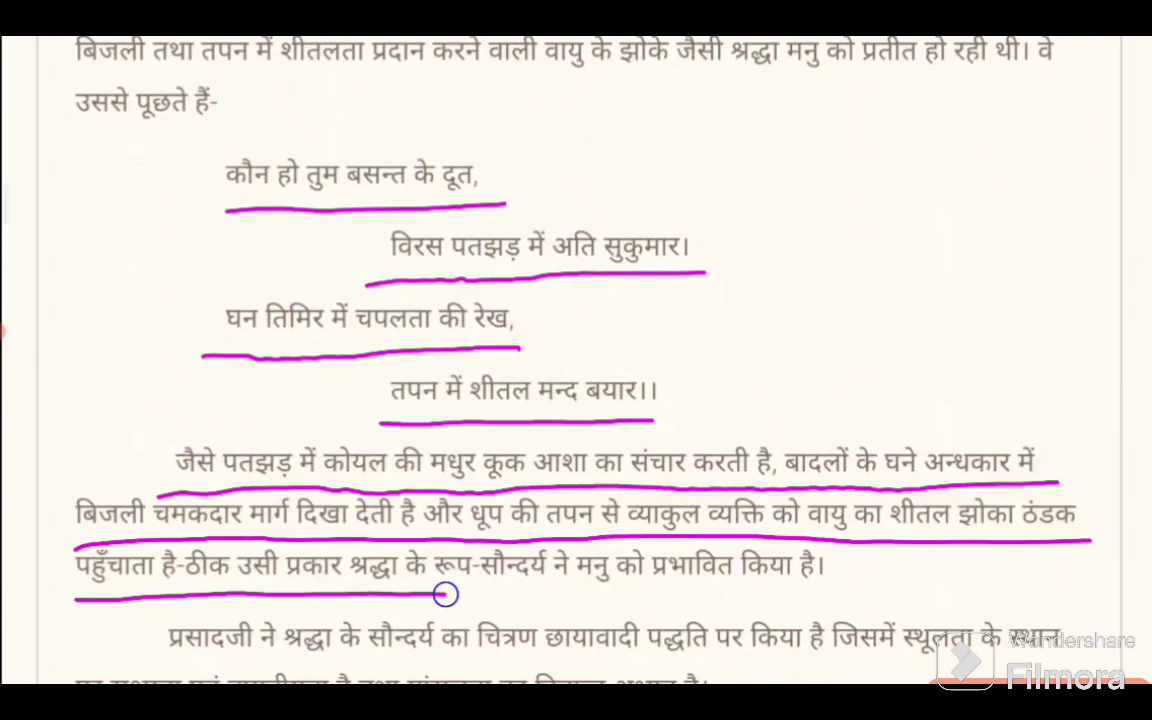 बिजली तथा तपन में शीतलता प्रदान करने वाली वायु के झोके जैसी श्रद्धा मनु को प्रतीत हो रही थी। वे
उससे पूछते हैं-
कौन हो तुम बसन्त के दूत,
विरस पतझड़ में अति सुकुमार।
घन तिमिर में चपलता की रेख,
तपन में शीतल मन्द बयार।।
जैसे पतझड़ में कोयल की मधुर कूक आशा का संचार करती है, बादलों के घने अन्धकार में
बिजली चमकदार मार्ग दिखा देती है और धूप की तपन से व्याकुल व्यक्ति को वायु का शीतल झोका ठंडक
पहुँचाता है-ठीक उसी प्रकार श्रद्धा के रूप-सौन्दर्य ने मनु को प्रभावित किया है।
प्रसादजी ने श्रद्धा के सौन्दर्य का चित्रण छायावादी पद्धति पर किया है जिसमें स्थूलता के
Wondershare
Filmora